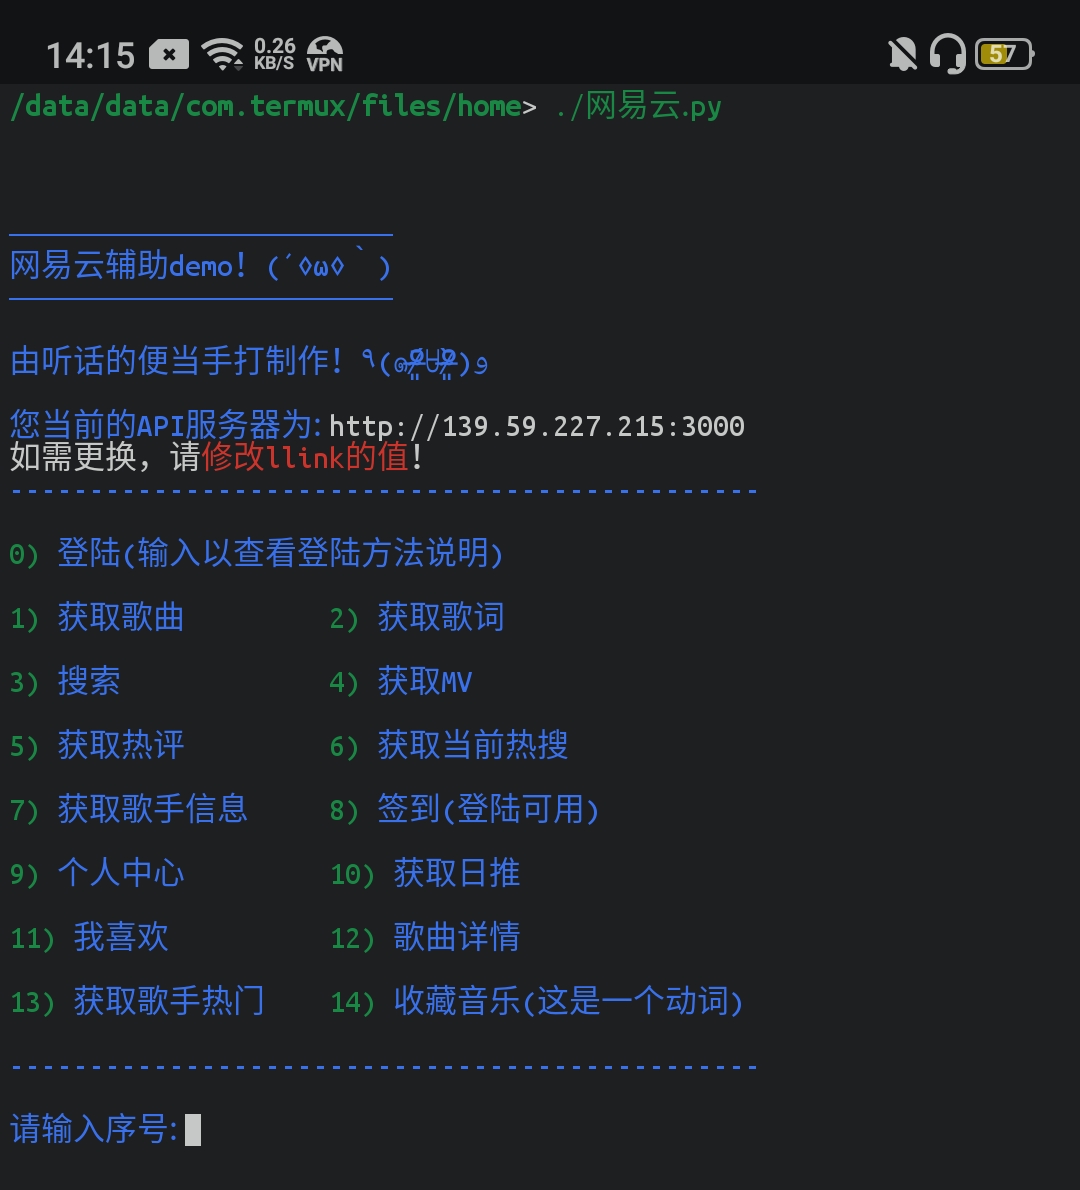 14:15 0.26 KB/S VPN 57
/data/data/com.termux/files/home> ./网易云.py
网易云辅助demo! (´◊ω◊｀)
由听话的便当手打制作!
您当前的API服务器为: http://139.59.227.215:3000
如需更换，请修改llink的值!
-----------------------------------------------
0) 登陆(输入以查看登陆方法说明)
1) 获取歌曲 2) 获取歌词
3) 搜索 4) 获取MV
5) 获取热评 6) 获取当前热搜
7) 获取歌手信息 8) 签到(登陆可用)
9) 个人中心 10) 获取日推
11) 我喜欢 12) 歌曲详情
13) 获取歌手热门 14) 收藏音乐(这是一个动词)
-----------------------------------------------
请输入序号: